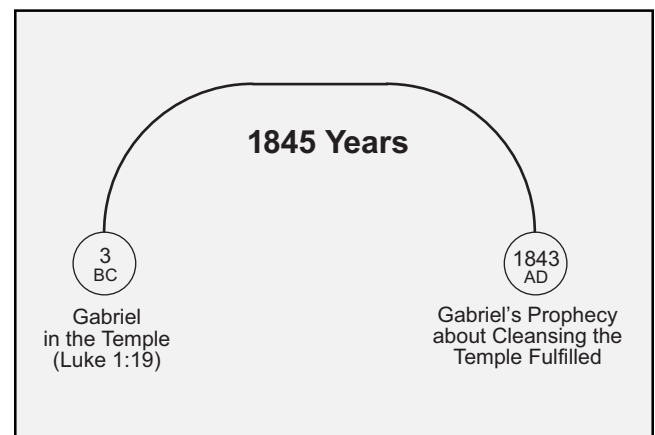 1845 Years
3
BC
Gabriel
in the Temple
(Luke 1:19)
1843
AD
Gabriel’s Prophecy
about Cleansing the
Temple Fulfilled